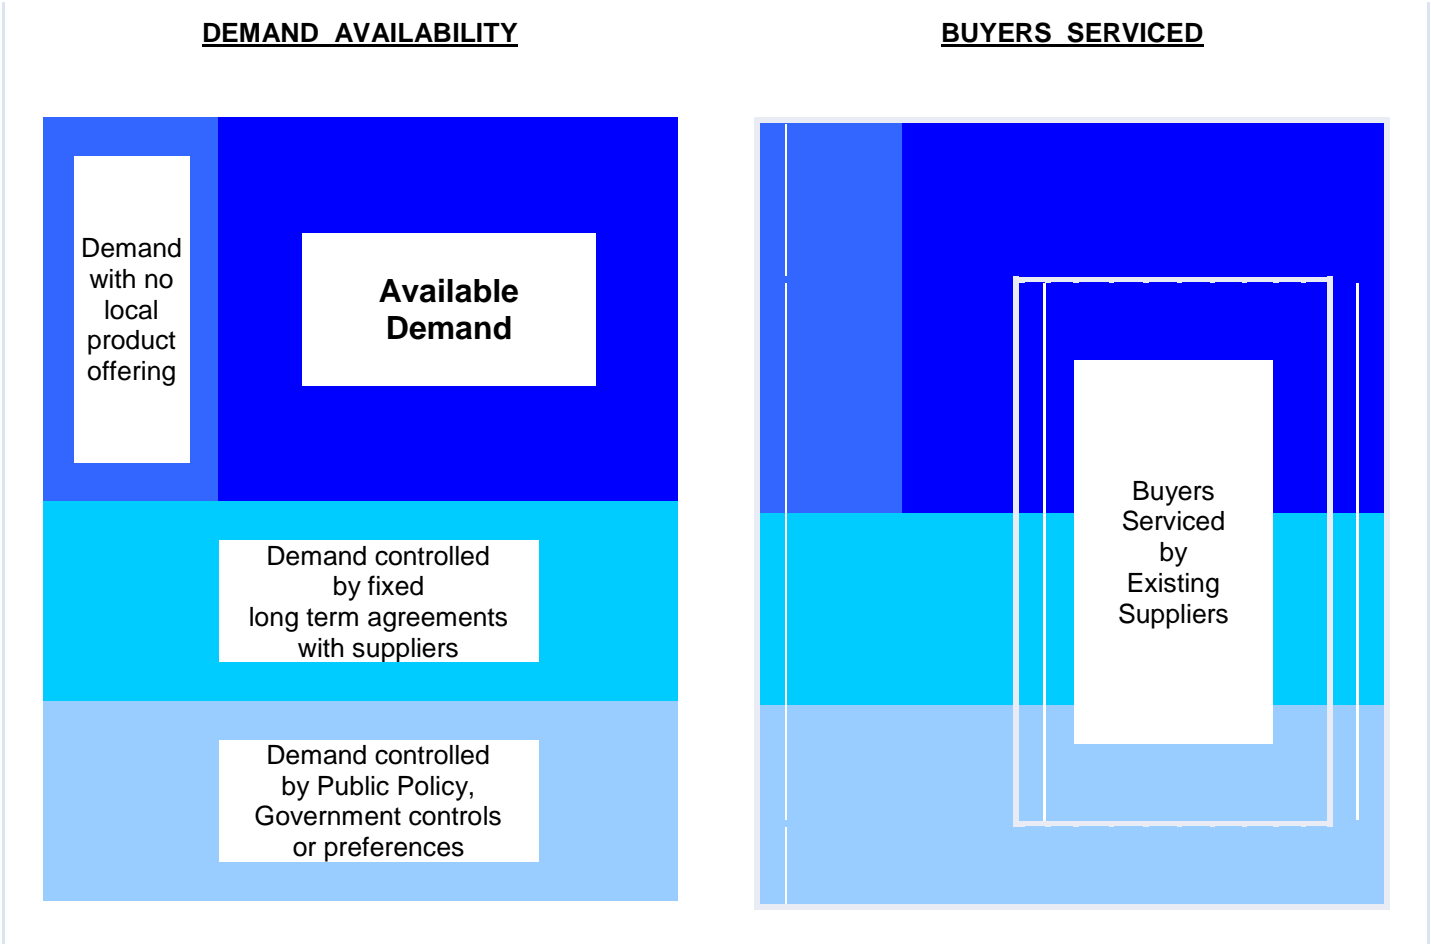 DEMAND AVAILABILITY
BUYERS SERVICED
Demand
with no
local
product
offering
Available
Demand
Demand controlled
by fixed
long term agreements
with suppliers
Demand controlled
by Public Policy,
Government controls
or preferences
Buyers
Serviced
by
Existing
Suppliers